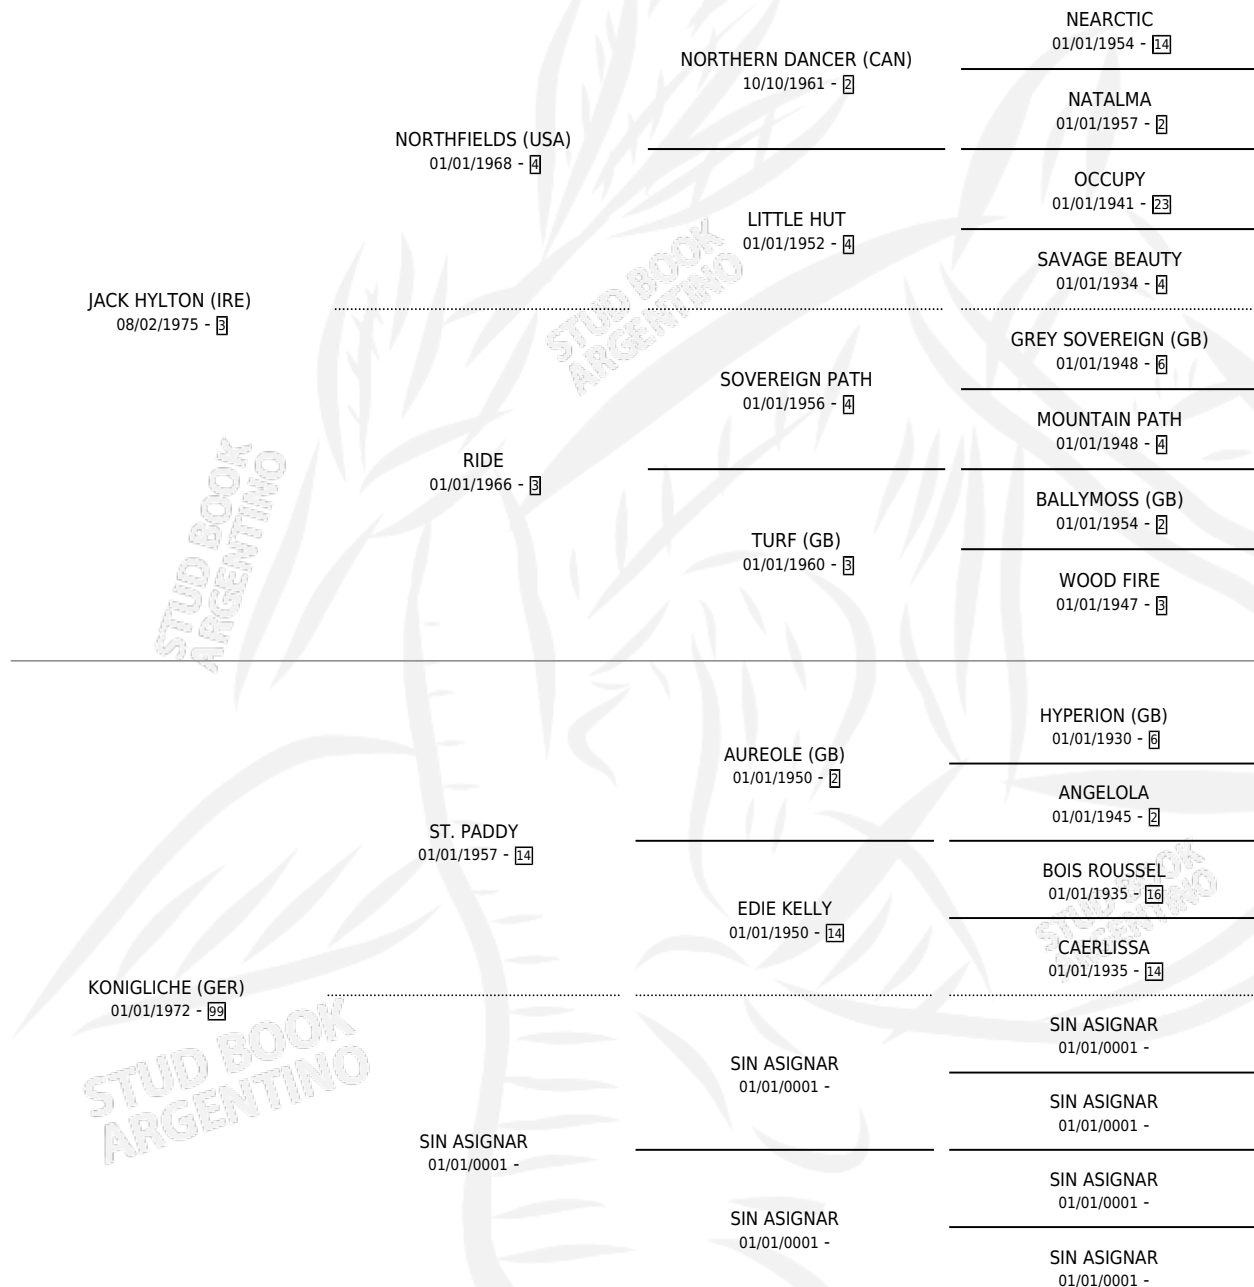 NEARCTIC
01/01/1954 - 14
NORTHERN DANCER (CAN)
10/10/1961 - 2
NATALMA
01/01/1957 - 2
NORTHFIELDS (USA)
01/01/1968 - 4
OCCUPY
01/01/1941 - 23
LITTLE HUT
01/01/1952 - 4
SAVAGE BEAUTY
01/01/1934 - 4
JACK HYLTON (IRE)
08/02/1975 - 3
GREY SOVEREIGN (GB)
01/01/1948 - 6
SOVEREIGN PATH
01/01/1956 - 4
MOUNTAIN PATH
01/01/1948 - 4
RIDE
01/01/1966 - 3
BALLYMOSS (GB)
01/01/1954 - 2
TURF (GB)
01/01/1960 - 3
WOOD FIRE
01/01/1947 - 3
HYPERION (GB)
01/01/1930 - 6
AUREOLE (GB)
01/01/1950 - 2
ANGELOLA
01/01/1945 - 2
ST. PADDY
01/01/1957 - 14
BOIS ROUSSEL
01/01/1935 - 16
EDIE KELLY
01/01/1950 - 14
CAERLISSA
01/01/1935 - 14
KONIGLICHE (GER)
01/01/1972 - 99
SIN ASIGNAR
01/01/0001 -
SIN ASIGNAR
01/01/0001 -
SIN ASIGNAR
01/01/0001 -
SIN ASIGNAR
01/01/0001 -
SIN ASIGNAR
01/01/0001 -
SIN ASIGNAR
01/01/0001 -
SIN ASIGNAR
01/01/0001 -
STUD BOOK
ARGENTINO
STUD BOOK
ARGENTINO
STUD BOOK
ARGENTINO
STUD BOOK
ARGENTINO